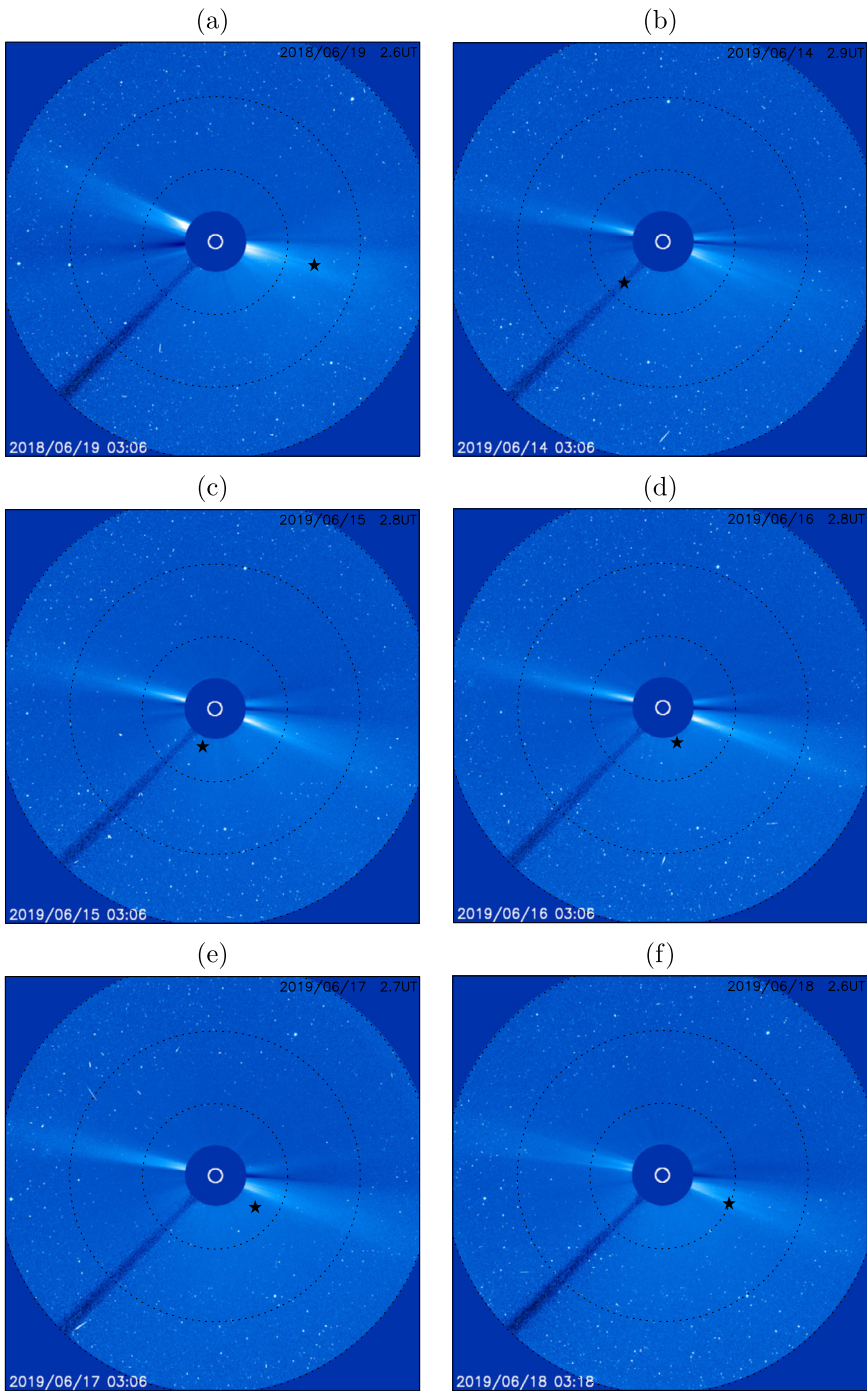 (a)
2018/06/19 2.6UT
2018/06/19 03:06
(b)
2019/06/14 2.9UT
2019/06/14 03:06
(c)
2019/06/15 2.8UT
2019/06/15 03:06
(d)
2019/06/16 2.8UT
2019/06/16 03:06
(e)
2019/06/17 2.7UT
2019/06/17 03:06
(f)
2019/06/18 2.6UT
2019/06/18 03:18